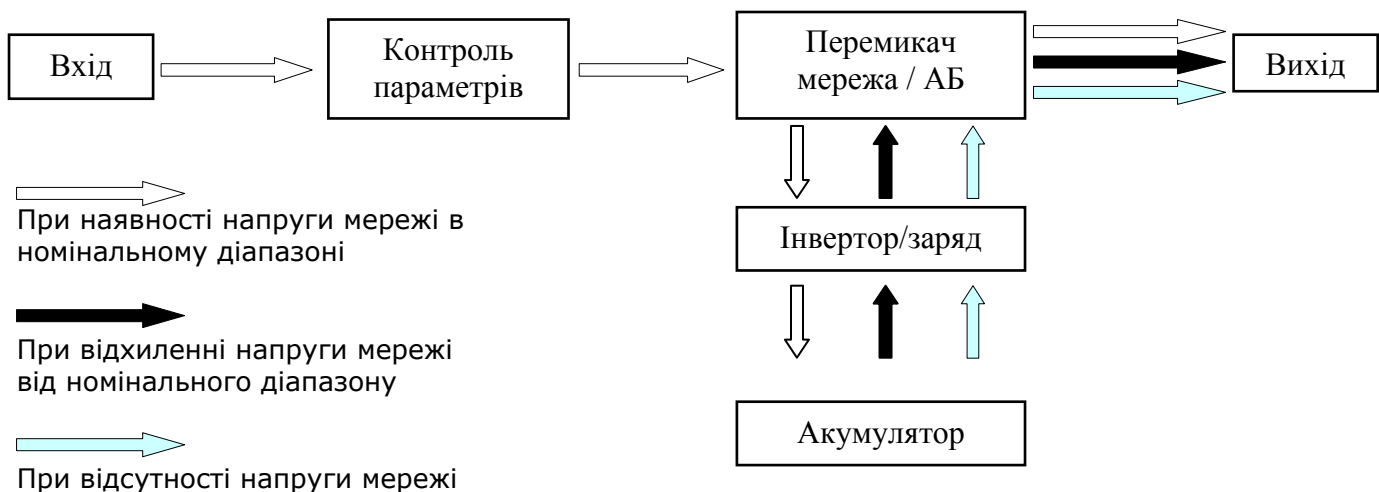 Вхід
Контроль
параметрів
Перемикач
мережа / АБ
Вихід
При наявності напруги мережі в
номінальному діапазоні
Інвертор/заряд
При відхиленні напруги мережі
від номінального діапазону
Акумулятор
При відсутності напруги мережі